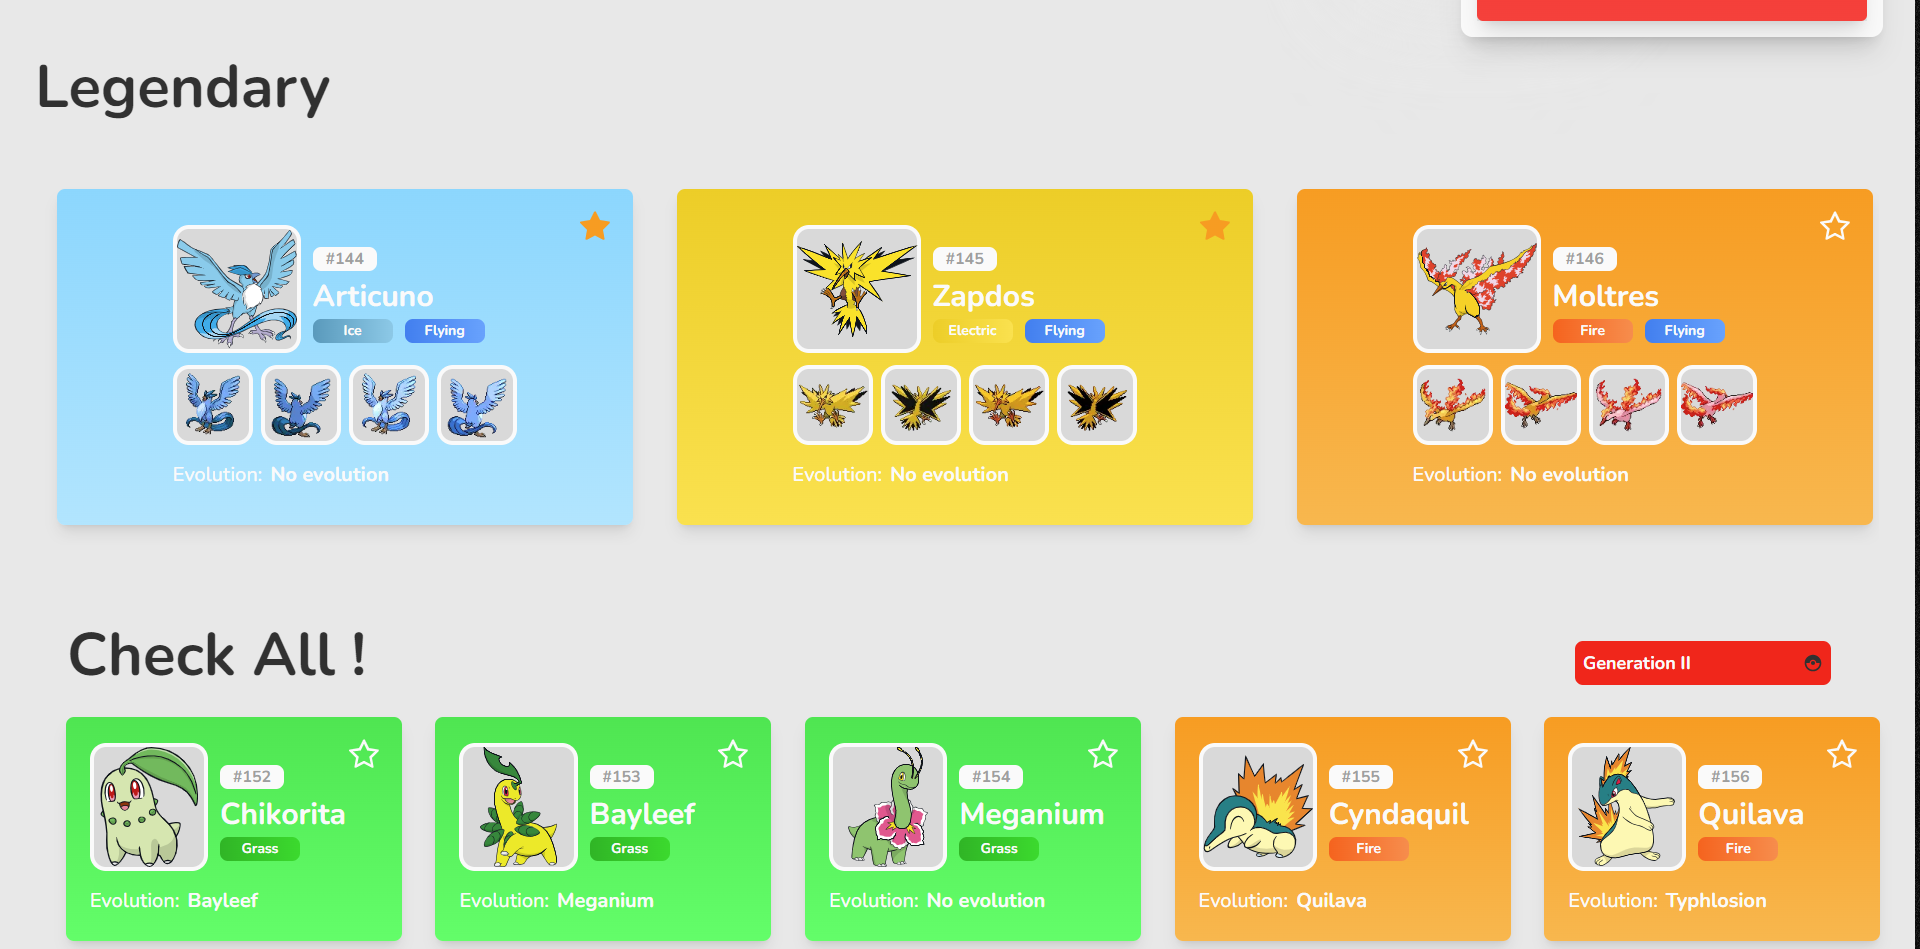 Legendary
#144
Articuno
Ice Flying
Evolution: No evolution
#145
Zapdos
Electric Flying
Evolution: No evolution
#146
Moltres
Fire Flying
Evolution: No evolution
Check All !
Generation II
#152
Chikorita
Grass
Evolution: Bayleef
#153
Bayleef
Grass
Evolution: Meganium
#154
Meganium
Grass
Evolution: No evolution
#155
Cyndaquil
Fire
Evolution: Quilava
#156
Quilava
Fire
Evolution: Typhlosion